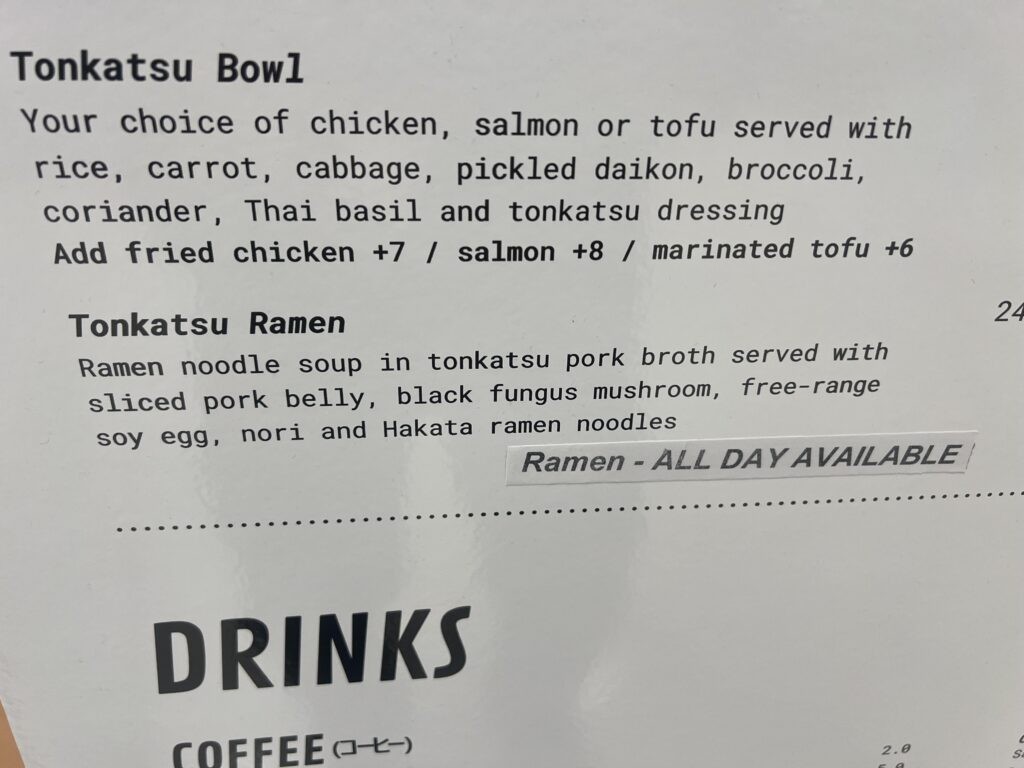 Tonkatsu Bowl
Your choice of chicken, salmon or tofu served with
rice, carrot, cabbage, pickled daikon, broccoli,
coriander, Thai basil and tonkatsu dressing
Add fried chicken +7 / salmon +8 / marinated tofu +6
Tonkatsu Ramen 24
Ramen noodle soup in tonkatsu pork broth served with
sliced pork belly, black fungus mushroom, free-range
soy egg, nori and Hakata ramen noodles
Ramen - ALL DAY AVAILABLE
DRINKS
COFFEE (コーヒー) 2.0